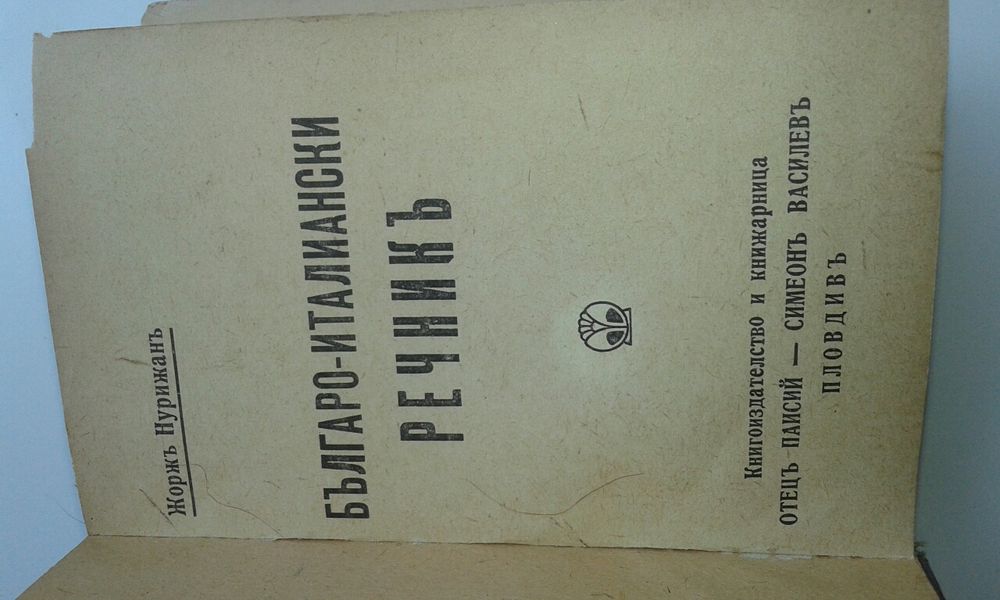 Жоржъ Нурижанъ
БЪЛГАРО-ИТАЛИАНСКИ
РЕЧНИКЪ
Книгоиздателство и книжарница
ОТЕЦЪ ПАИСИЙ — СИМЕОНЪ ВАСИЛЕВЪ
ПЛОВДИВЪ